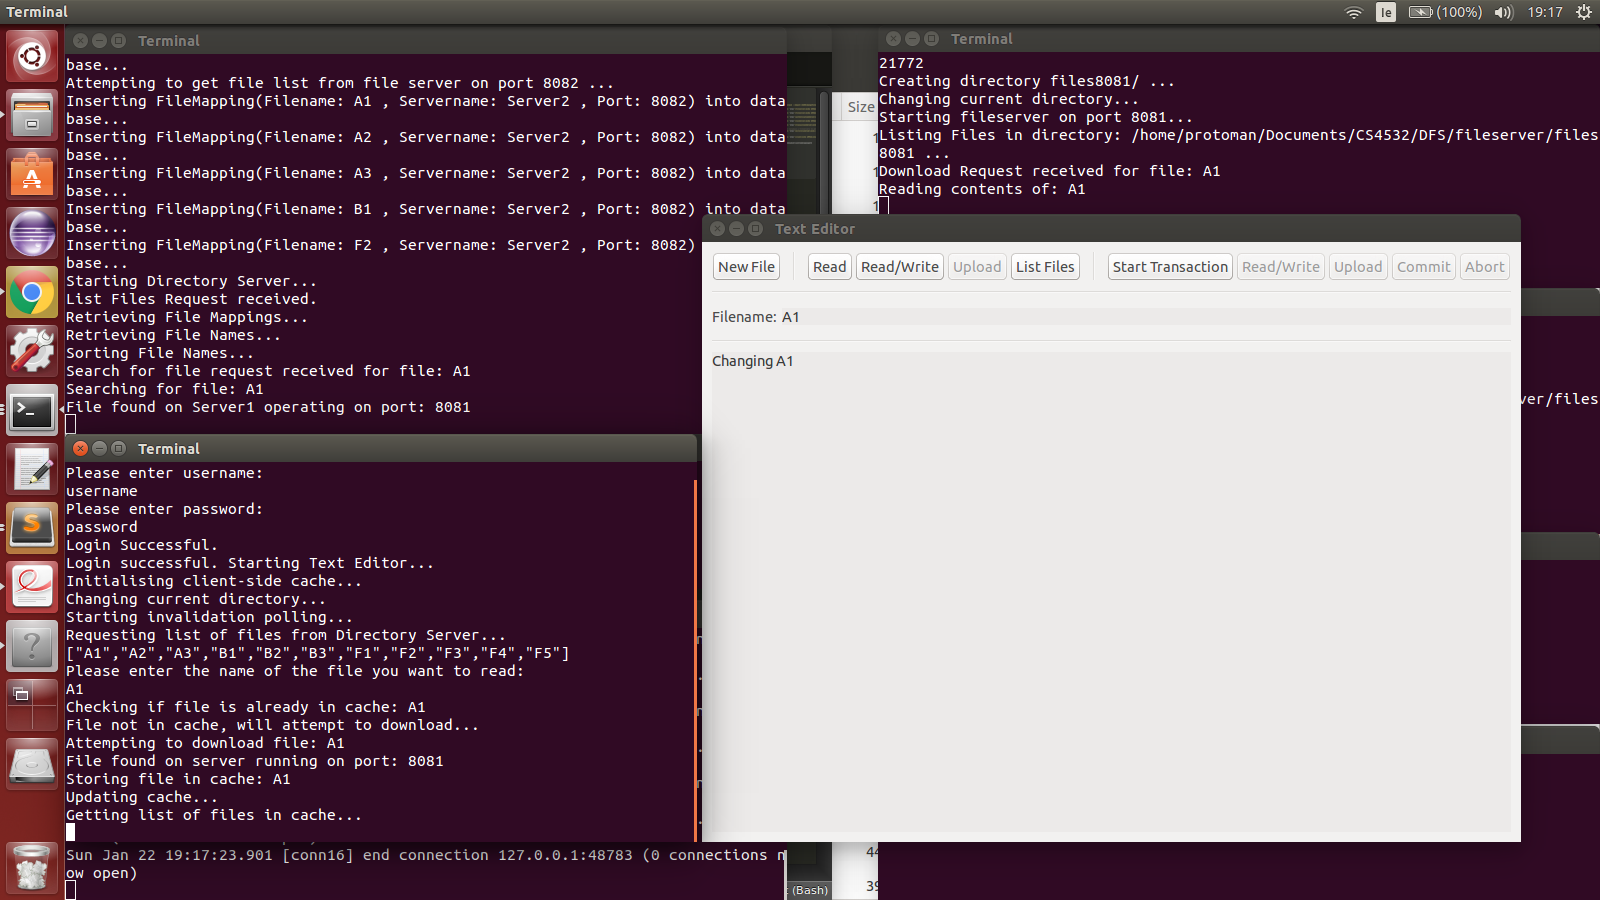 Terminal
Ie
(100%)
19:17
Terminal
base...
Attempting to get file list from file server on port 8082 ...
Inserting FileMapping(Filename: A1 , Servername: Server2 , Port: 8082) into data
base...
Inserting FileMapping(Filename: A2 , Servername: Server2 , Port: 8082) into data
base...
Inserting FileMapping(Filename: A3 , Servername: Server2 , Port: 8082) into data
base...
Inserting FileMapping(Filename: B1 , Servername: Server2 , Port: 8082) into data
base...
Inserting FileMapping(Filename: F2 , Servername: Server2 , Port: 8082)
base...
Starting Directory Server...
List Files Request received.
Retrieving File Mappings...
Retrieving File Names...
Sorting File Names...
Search for file request received for file: A1
Searching for file: A1
File found on Server1 operating on port: 8081
Size
Terminal
21772
Creating directory files8081/ ...
Changing current directory...
Starting fileserver on port 8081...
Listing Files in directory: /home/protoman/Documents/CS4532/DFS/fileserver/files
8081 ...
Download Request received for file: A1
Reading contents of: A1
Text Editor
New File Read Read/Write Upload List Files Start Transaction Read/Write Upload Commit Abort
Filename: A1
Changing A1
ver/files
Terminal
Please enter username:
username
Please enter password:
password
Login Successful.
Login successful. Starting Text Editor...
Initialising client-side cache...
Changing current directory...
Starting invalidation polling...
Requesting list of files from Directory Server...
["A1","A2","A3","B1","B2","B3","F1","F2","F3","F4","F5"]
Please enter the name of the file you want to read:
A1
Checking if file is already in cache: A1
File not in cache, will attempt to download...
Attempting to download file: A1
File found on server running on port: 8081
Storing file in cache: A1
Updating cache...
Getting list of files in cache...
Sun Jan 22 19:17:23.901 [conn16] end connection 127.0.0.1:48783 (0 connections n
ow open)
(Bash)
44
39